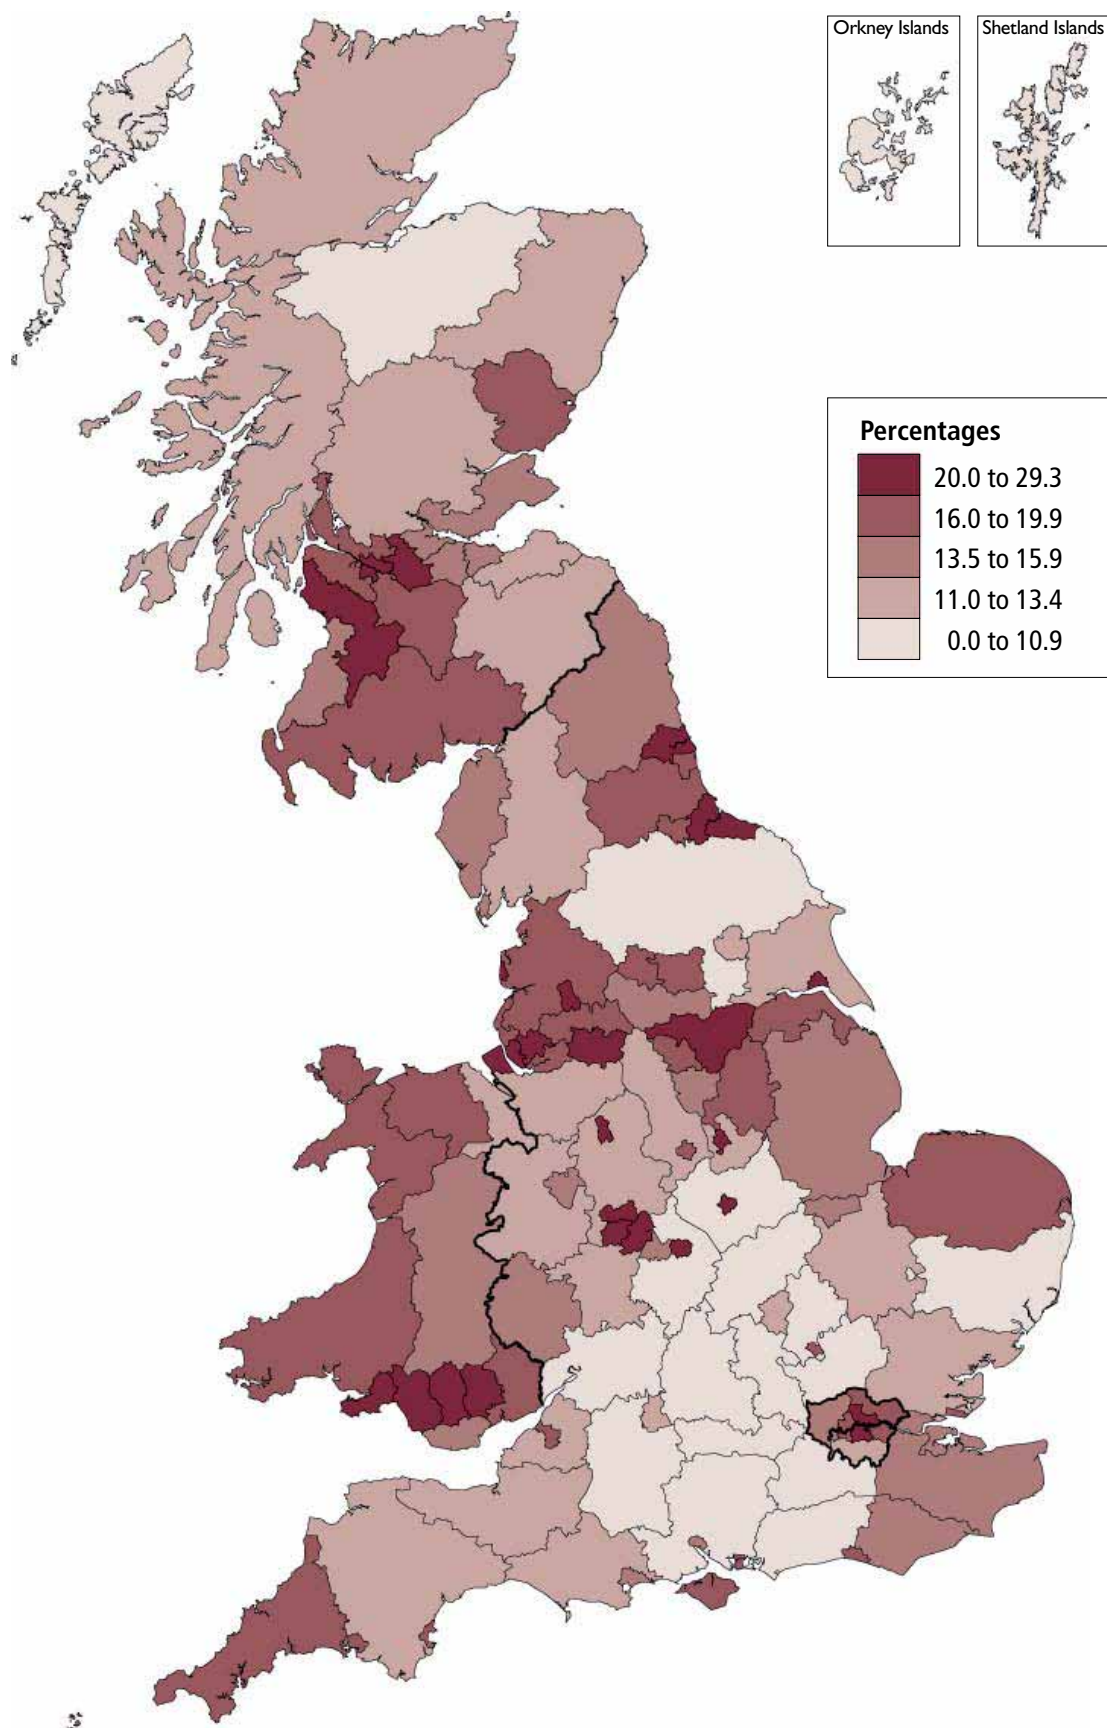 Orkney Islands
Shetland Islands
Percentages
20.0 to 29.3
16.0 to 19.9
13.5 to 15.9
11.0 to 13.4
0.0 to 10.9